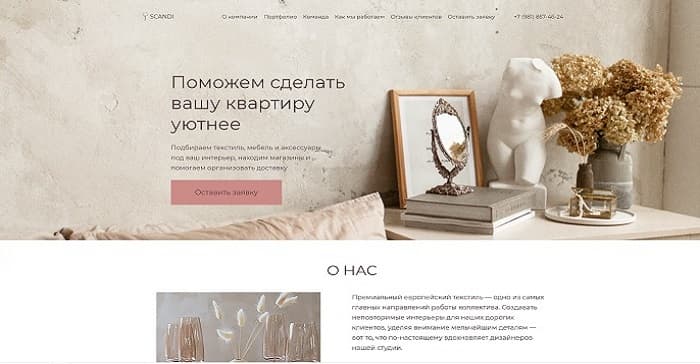 SCANDI
О компании Портфолио Команда Как мы работаем Отзывы клиентов Оставить заявку +7 (981) 857-46-24
Поможем сделать
вашу квартиру
уютнее
Подбираем текстиль, мебель и аксессуары
под ваш интерьер, находим магазины и
помогаем организовать доставку
Оставить заявку
О НАС
Премиальный европейский текстиль — одно из самых
главных направлений работы коллектива. Создавать
неповторимые интерьеры для наших дорогих
клиентов, уделяя внимание мельчайшим деталям —
вот то, что по-настоящему вдохновляет дизайнеров
нашей студии.